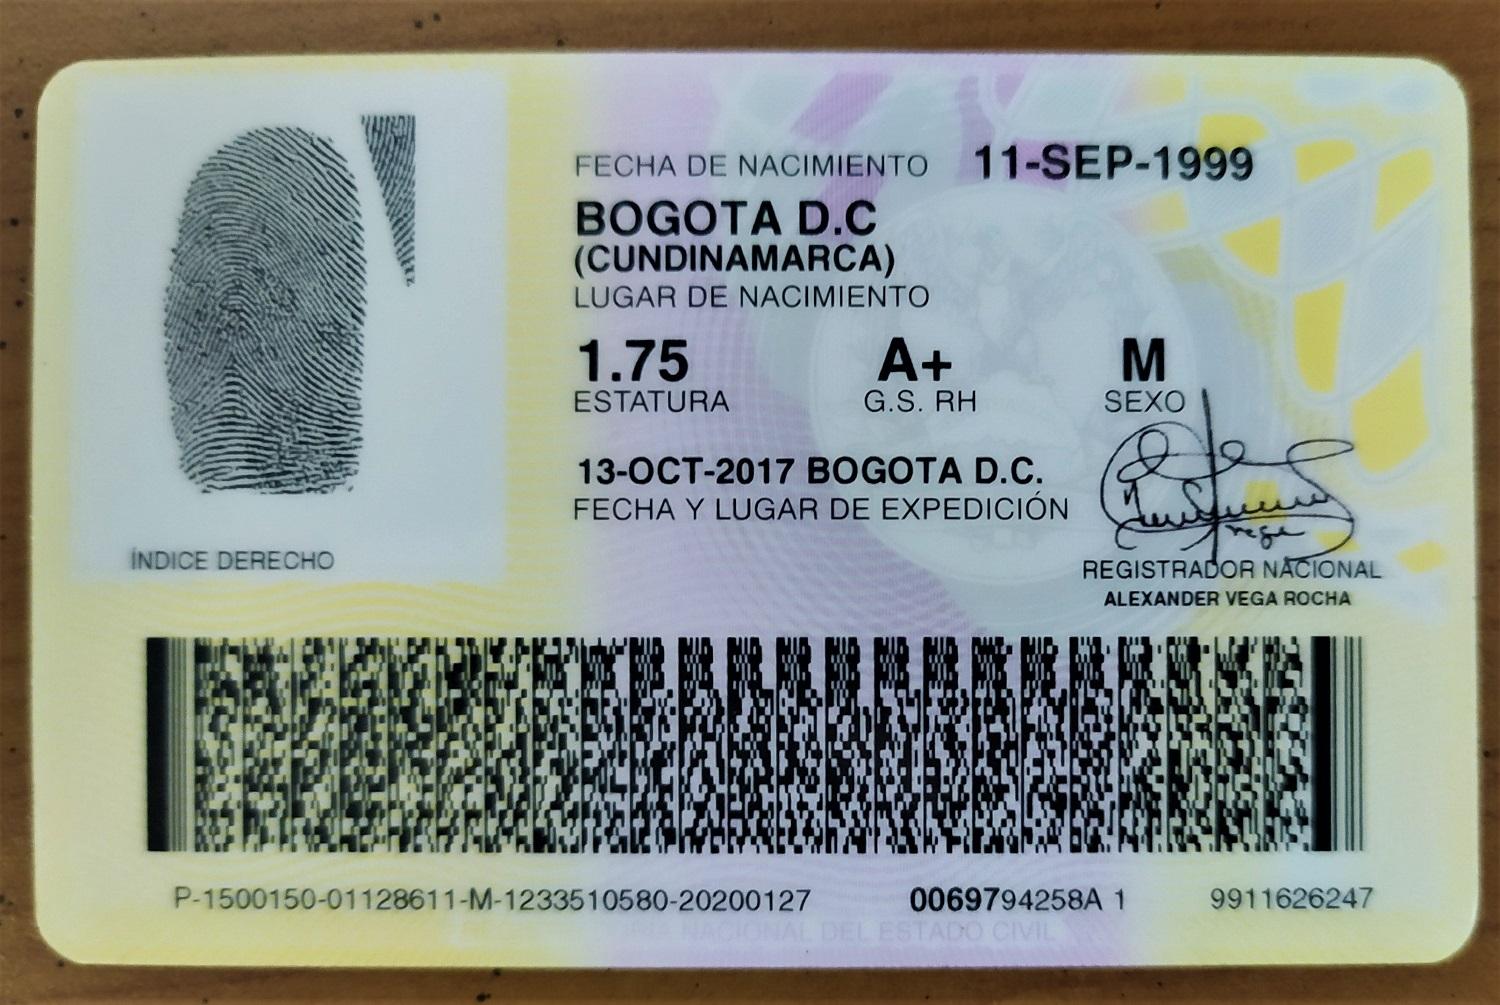 FECHA DE NACIMIENTO 11-SEP-1999
BOGOTA D.C
(CUNDINAMARCA)
LUGAR DE NACIMIENTO
1.75 A+ M
ESTATURA G.S. RH SEXO
13-OCT-2017 BOGOTA D.C.
FECHA Y LUGAR DE EXPEDICIÓN
ÍNDICE DERECHO
REGISTRADOR NACIONAL
ALEXANDER VEGA ROCHA
P-1500150-01128611-M-1233510580-20200127 0069794258A 1 9911626247
NACIONAL DEL ESTADO CIVIL